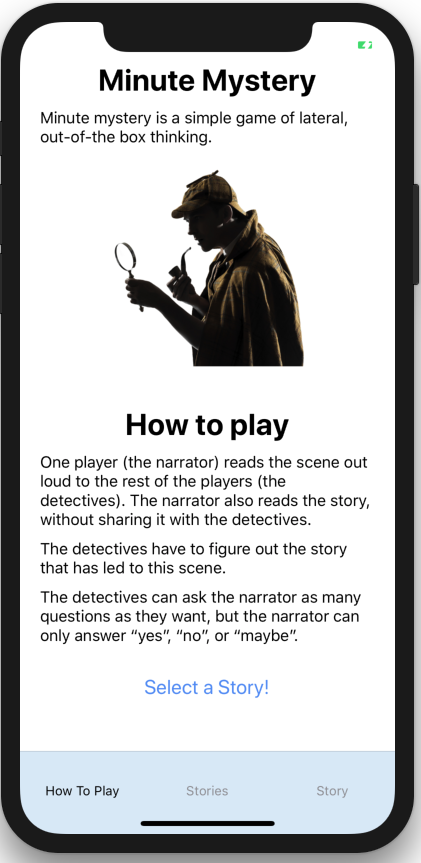 Minute Mystery
Minute mystery is a simple game of lateral,
out-of-the box thinking.
How to play
One player (the narrator) reads the scene out
loud to the rest of the players (the
detectives). The narrator also reads the story,
without sharing it with the detectives.
The detectives have to figure out the story
that has led to this scene.
The detectives can ask the narrator as many
questions as they want, but the narrator can
only answer “yes”, “no”, or “maybe”.
Select a Story!
How To Play
Stories
Story